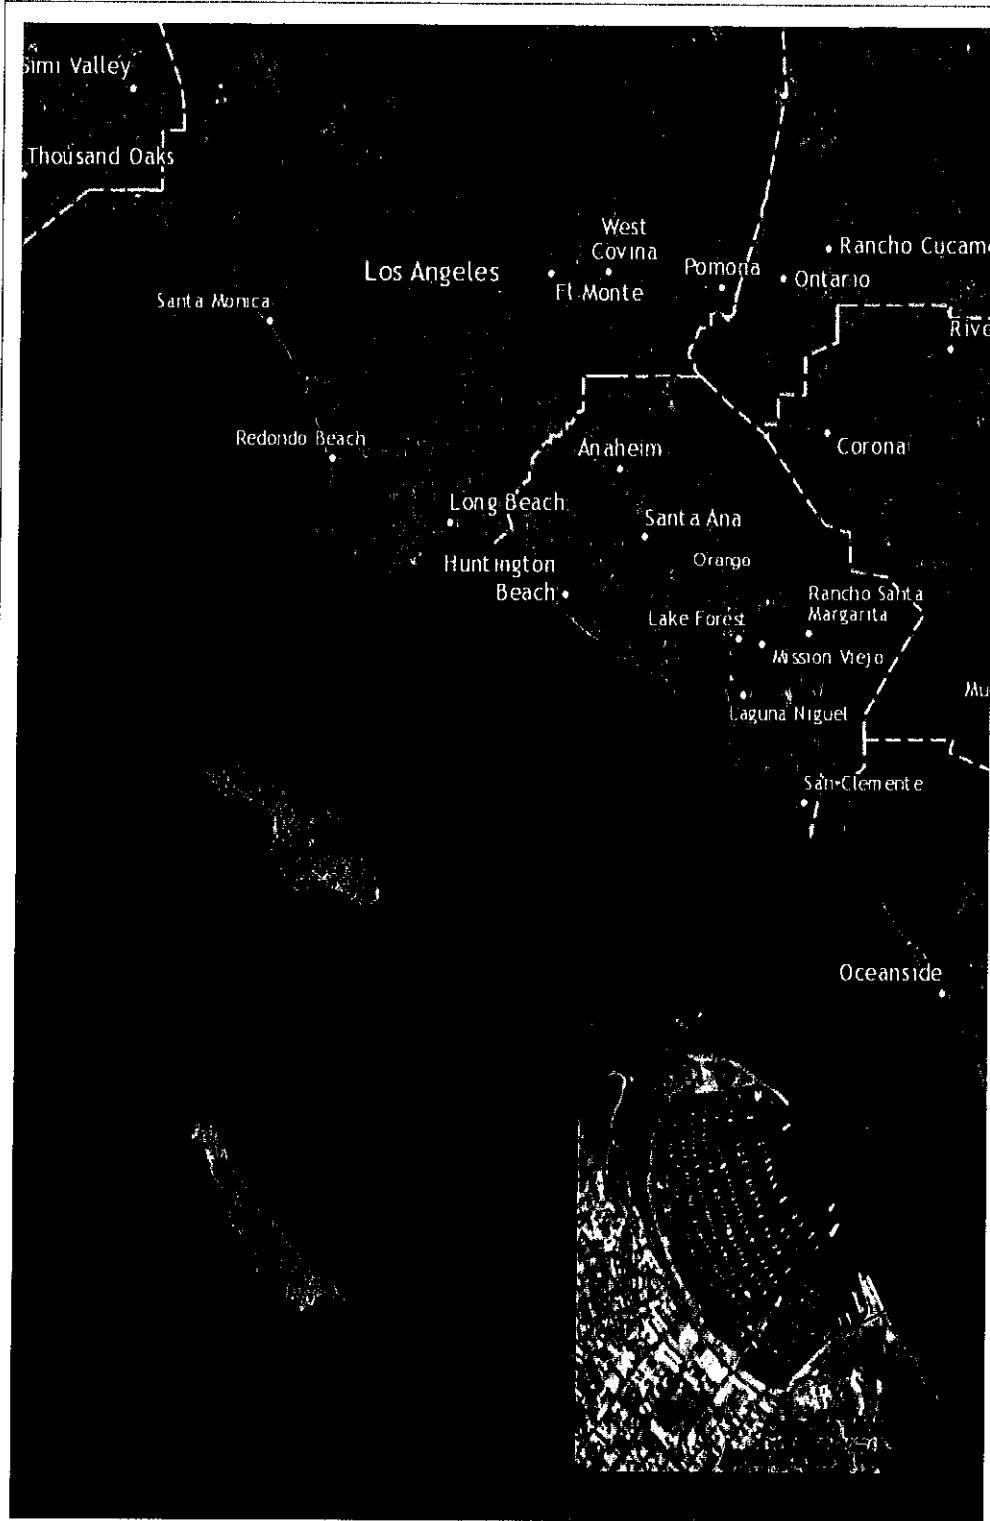 Simi Valley
Thousand Oaks
West
Covina
Rancho Cucamo
Los Angeles
Pomona
Ontario
El Monte
Santa Monica
Rive
Redondo Beach
Anaheim
Corona
Long Beach
Santa Ana
Huntington
Beach
Orange
Rancho Santa
Margarita
Lake Forest
Mission Viejo
Mu
Laguna Niguel
San Clemente
Oceanside